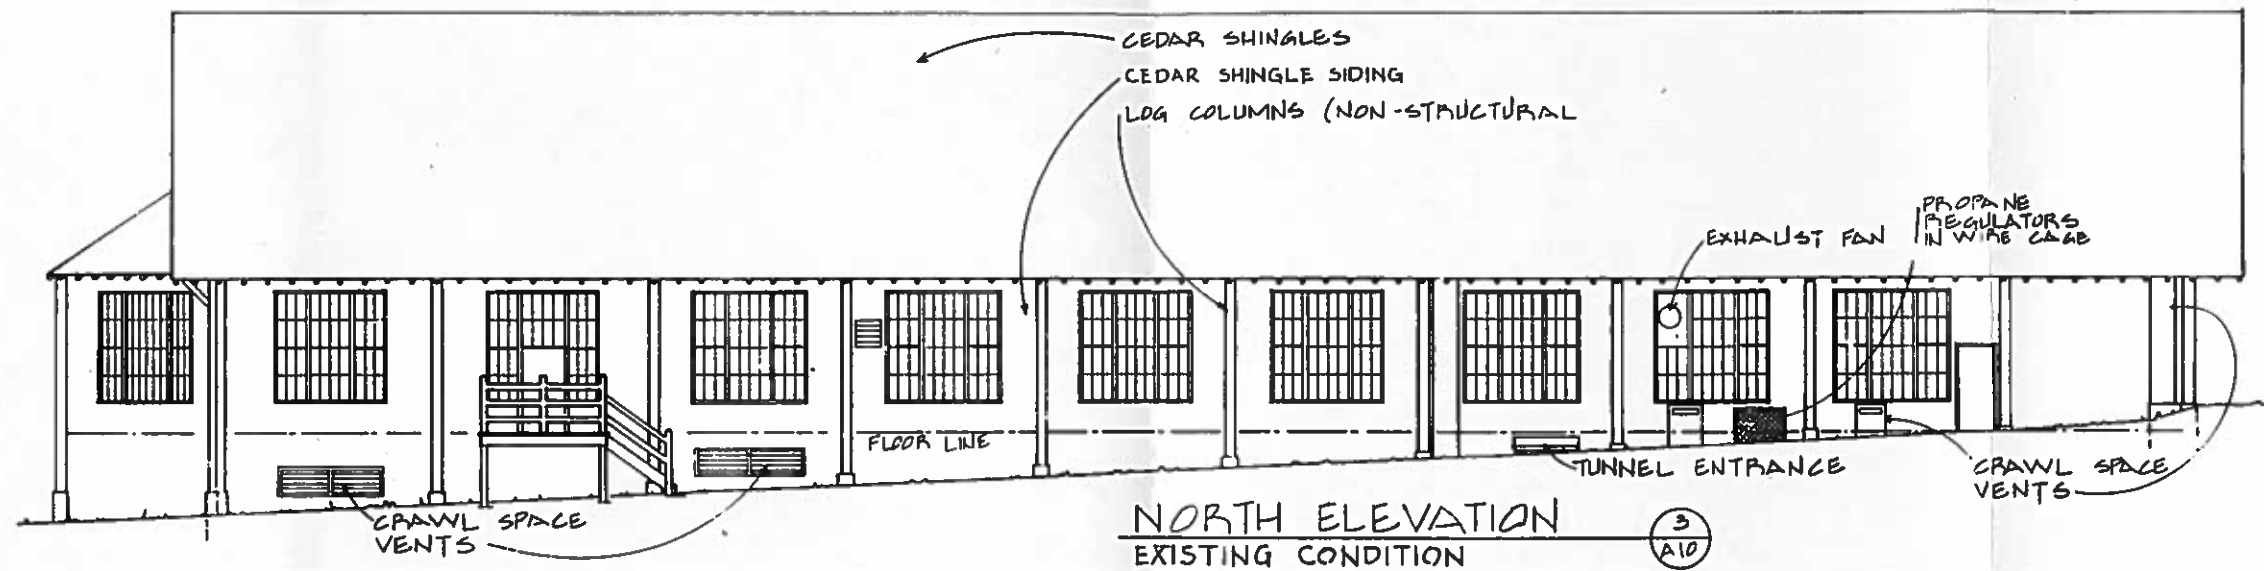 CEDAR SHINGLES
CEDAR SHINGLE SIDING
LOG COLUMNS (NON-STRUCTURAL
PROPANE
REGULATORS
IN WIRE CAGE
EXHAUST FAN
FLOOR LINE
TUNNEL ENTRANCE
CRAWL SPACE
VENTS
CRAWL SPACE
VENTS
NORTH ELEVATION
EXISTING CONDITION
3
A10